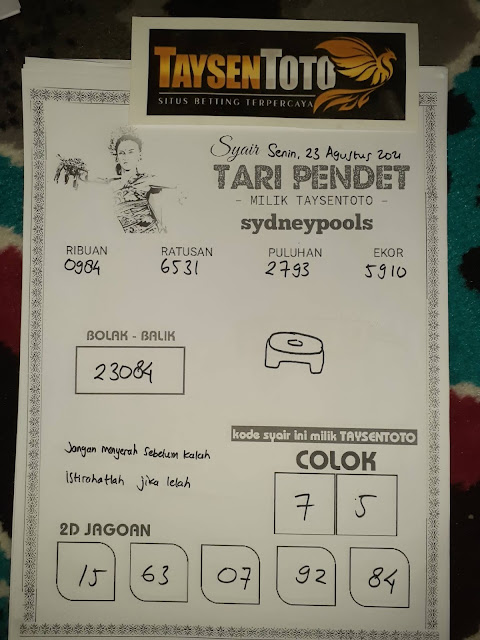 TAYSENTOTO
SITUS BETTING TERPERCAYA
Syair Senin, 23 Agustus 2021
TARI PENDET
- MILIK TAYSENTOTO -
sydneypools
RIBUAN RATUSAN PULUHAN EKOR
0984 6531 2793 5910
BOLAK - BALIK
23084
kode syair ini milik TAYSENTOTO
Jangan menyerah sebelum kalah
istirahatlah jika lelah
COLOK
7 5
2D JAGOAN
15 63 07 92 84